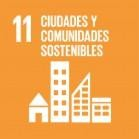 11 CIUDADES Y
COMUNIDADES
SOSTENIBLES